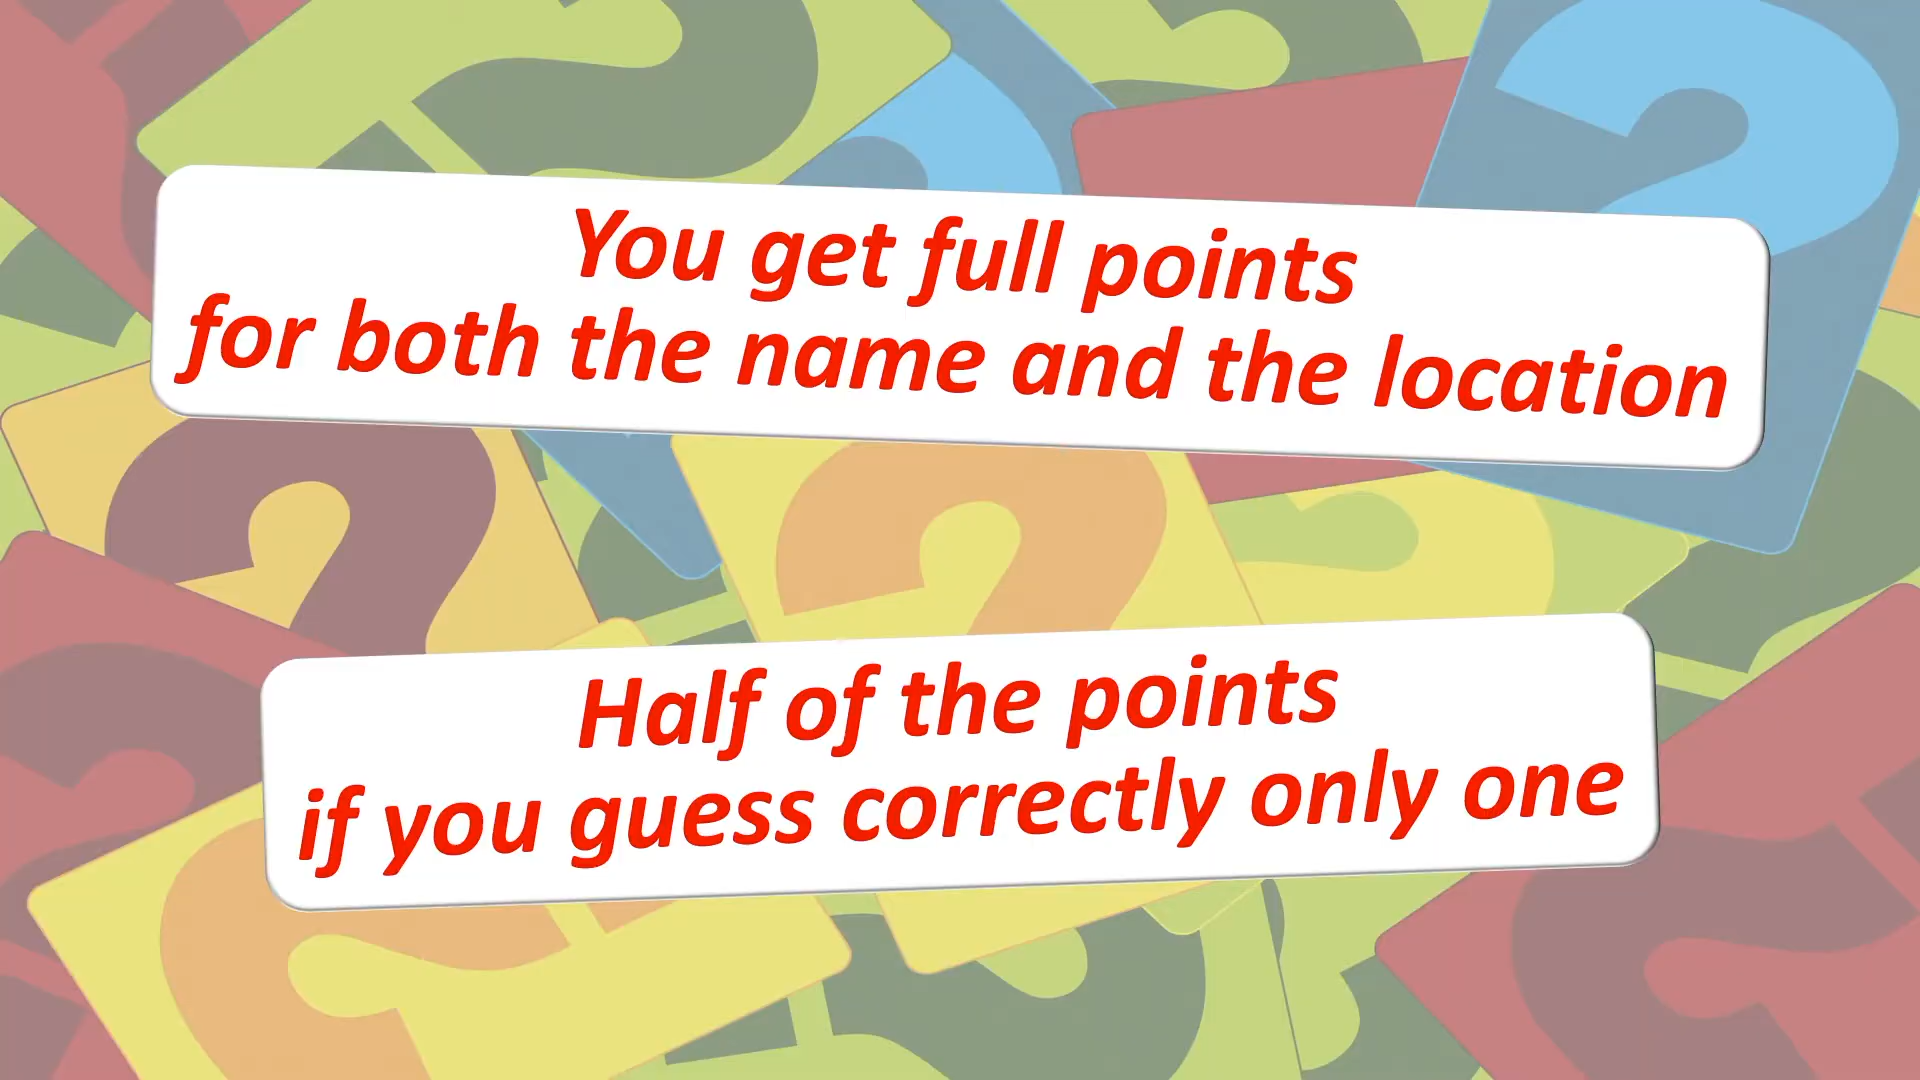 You get full points
for both the name and the location
Half of the points
if you guess correctly only one